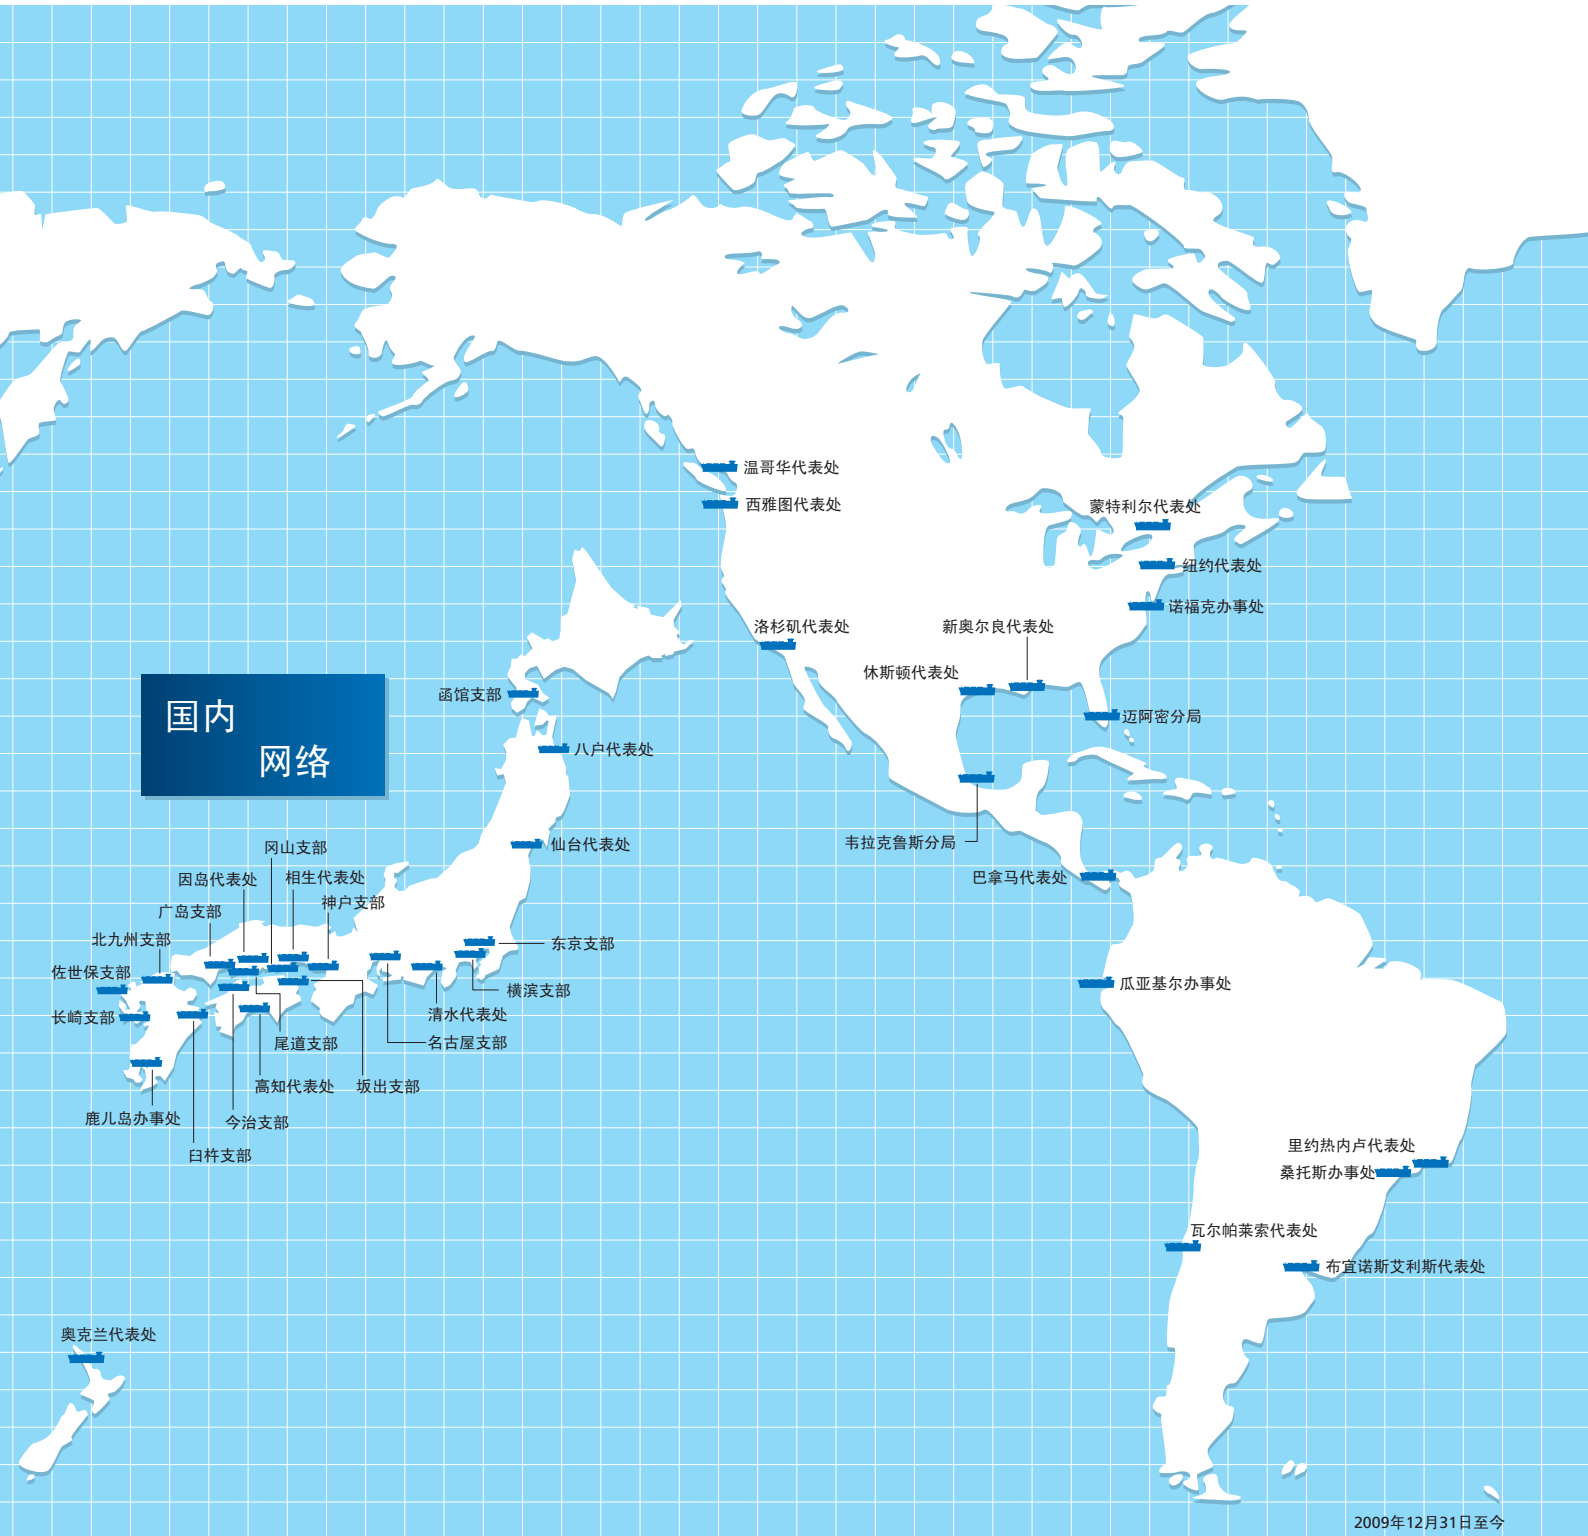 温哥华代表处
西雅图代表处
蒙特利尔代表处
纽约代表处
诺福克办事处
洛杉矶代表处
新奥尔良代表处
休斯顿代表处
迈阿密分局
韦拉克鲁斯分局
巴拿马代表处
瓜亚基尔办事处
里约热内卢代表处
桑托斯办事处
瓦尔帕莱索代表处
布宜诺斯艾利斯代表处
国内
网络
函馆支部
八户代表处
仙台代表处
冈山支部
因岛代表处
相生代表处
神户支部
广岛支部
北九州支部
佐世保支部
长崎支部
东京支部
横滨支部
清水代表处
名古屋支部
尾道支部
高知代表处
坂出支部
鹿儿岛办事处
今治支部
臼杵支部
奥克兰代表处
2009年12月31日至今